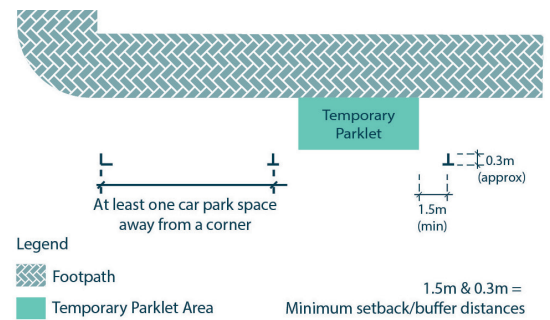 Temporary
Parklet
0.3m
(approx)
1.5m
(min)
At least one car park space
away from a corner
Legend
Footpath
Temporary Parklet Area
1.5m & 0.3m =
Minimum setback/buffer distances